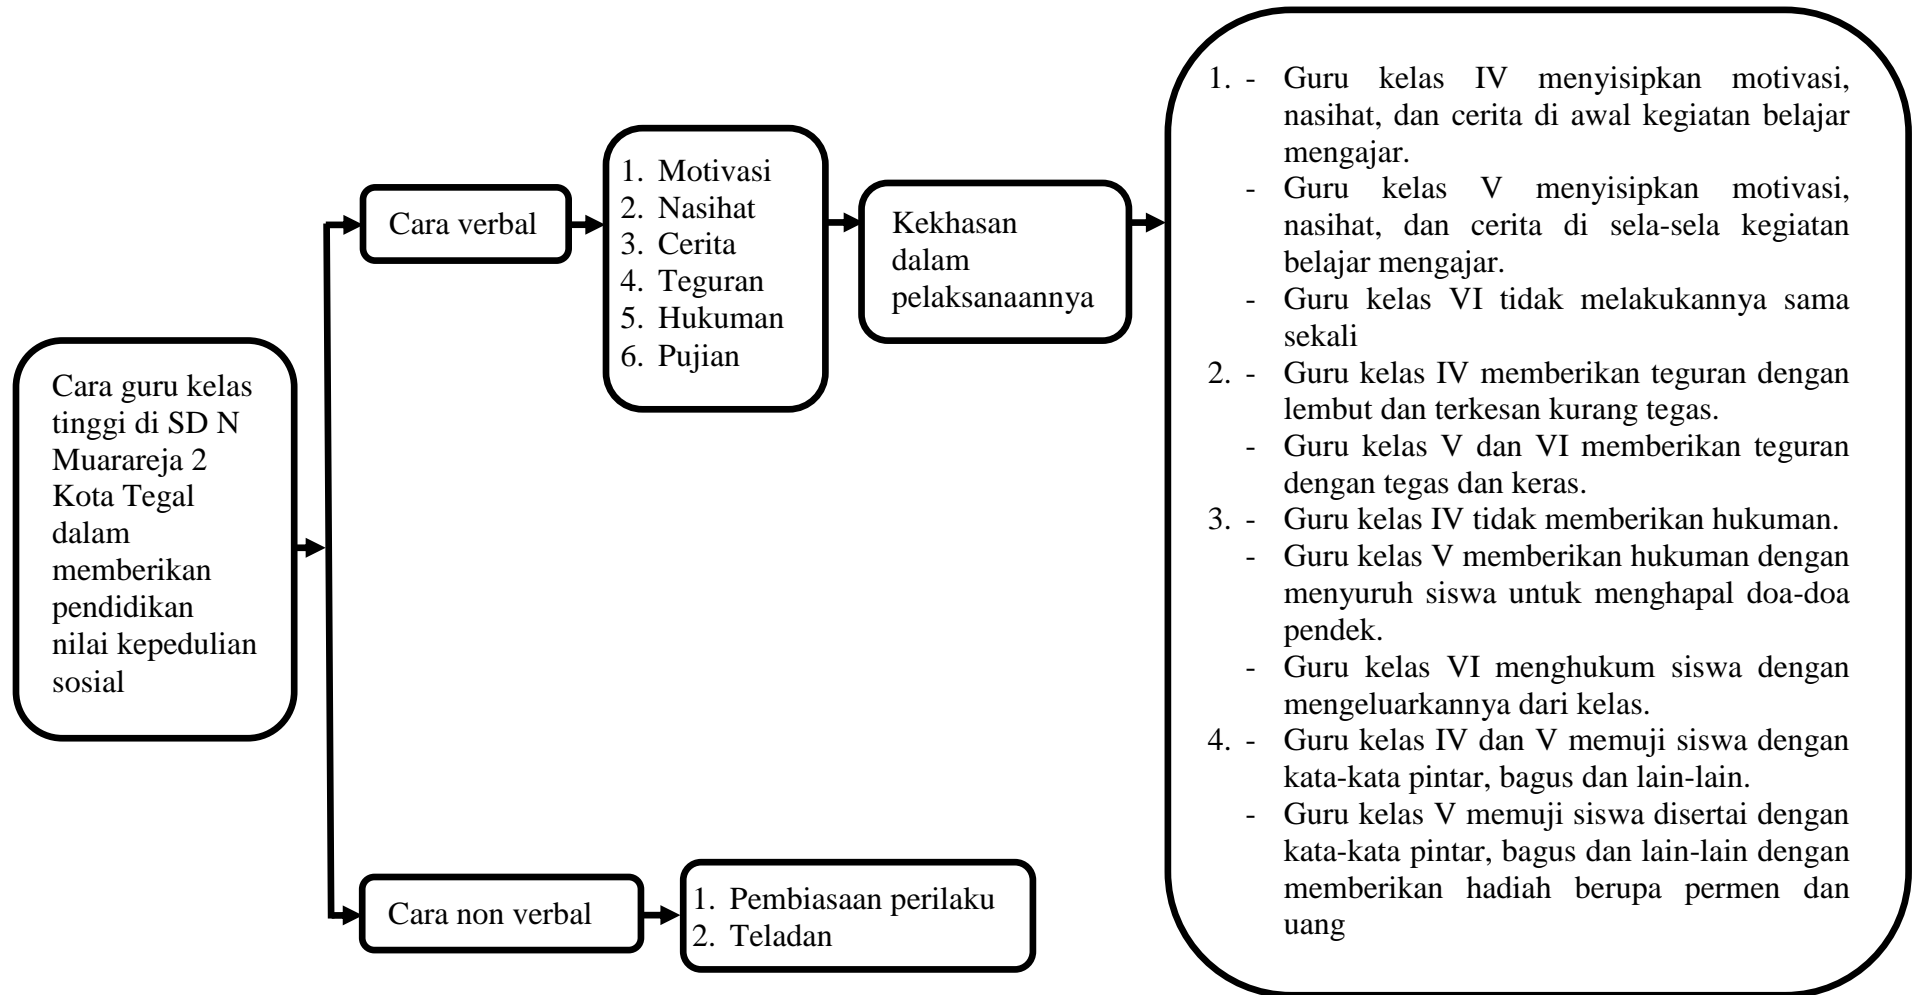 Cara guru kelas
tinggi di SD N
Muarareja 2
Kota Tegal
dalam
memberikan
pendidikan
nilai kepedulian
sosial
Cara verbal
1. Motivasi
2. Nasihat
3. Cerita
4. Teguran
5. Hukuman
6. Pujian
Kekhasan
dalam
pelaksanaannya
1. - Guru kelas IV menyisipkan motivasi,
nasihat, dan cerita di awal kegiatan belajar
mengajar.
- Guru kelas V menyisipkan motivasi,
nasihat, dan cerita di sela-sela kegiatan
belajar mengajar.
- Guru kelas VI tidak melakukannya sama
sekali
2. - Guru kelas IV memberikan teguran dengan
lembut dan terkesan kurang tegas.
- Guru kelas V dan VI memberikan teguran
dengan tegas dan keras.
3. - Guru kelas IV tidak memberikan hukuman.
- Guru kelas V memberikan hukuman dengan
menyuruh siswa untuk menghapal doa-doa
pendek.
- Guru kelas VI menghukum siswa dengan
mengeluarkannya dari kelas.
4. - Guru kelas IV dan V memuji siswa dengan
kata-kata pintar, bagus dan lain-lain.
- Guru kelas V memuji siswa disertai dengan
kata-kata pintar, bagus dan lain-lain dengan
memberikan hadiah berupa permen dan
uang
Cara non verbal
1. Pembiasaan perilaku
2. Teladan